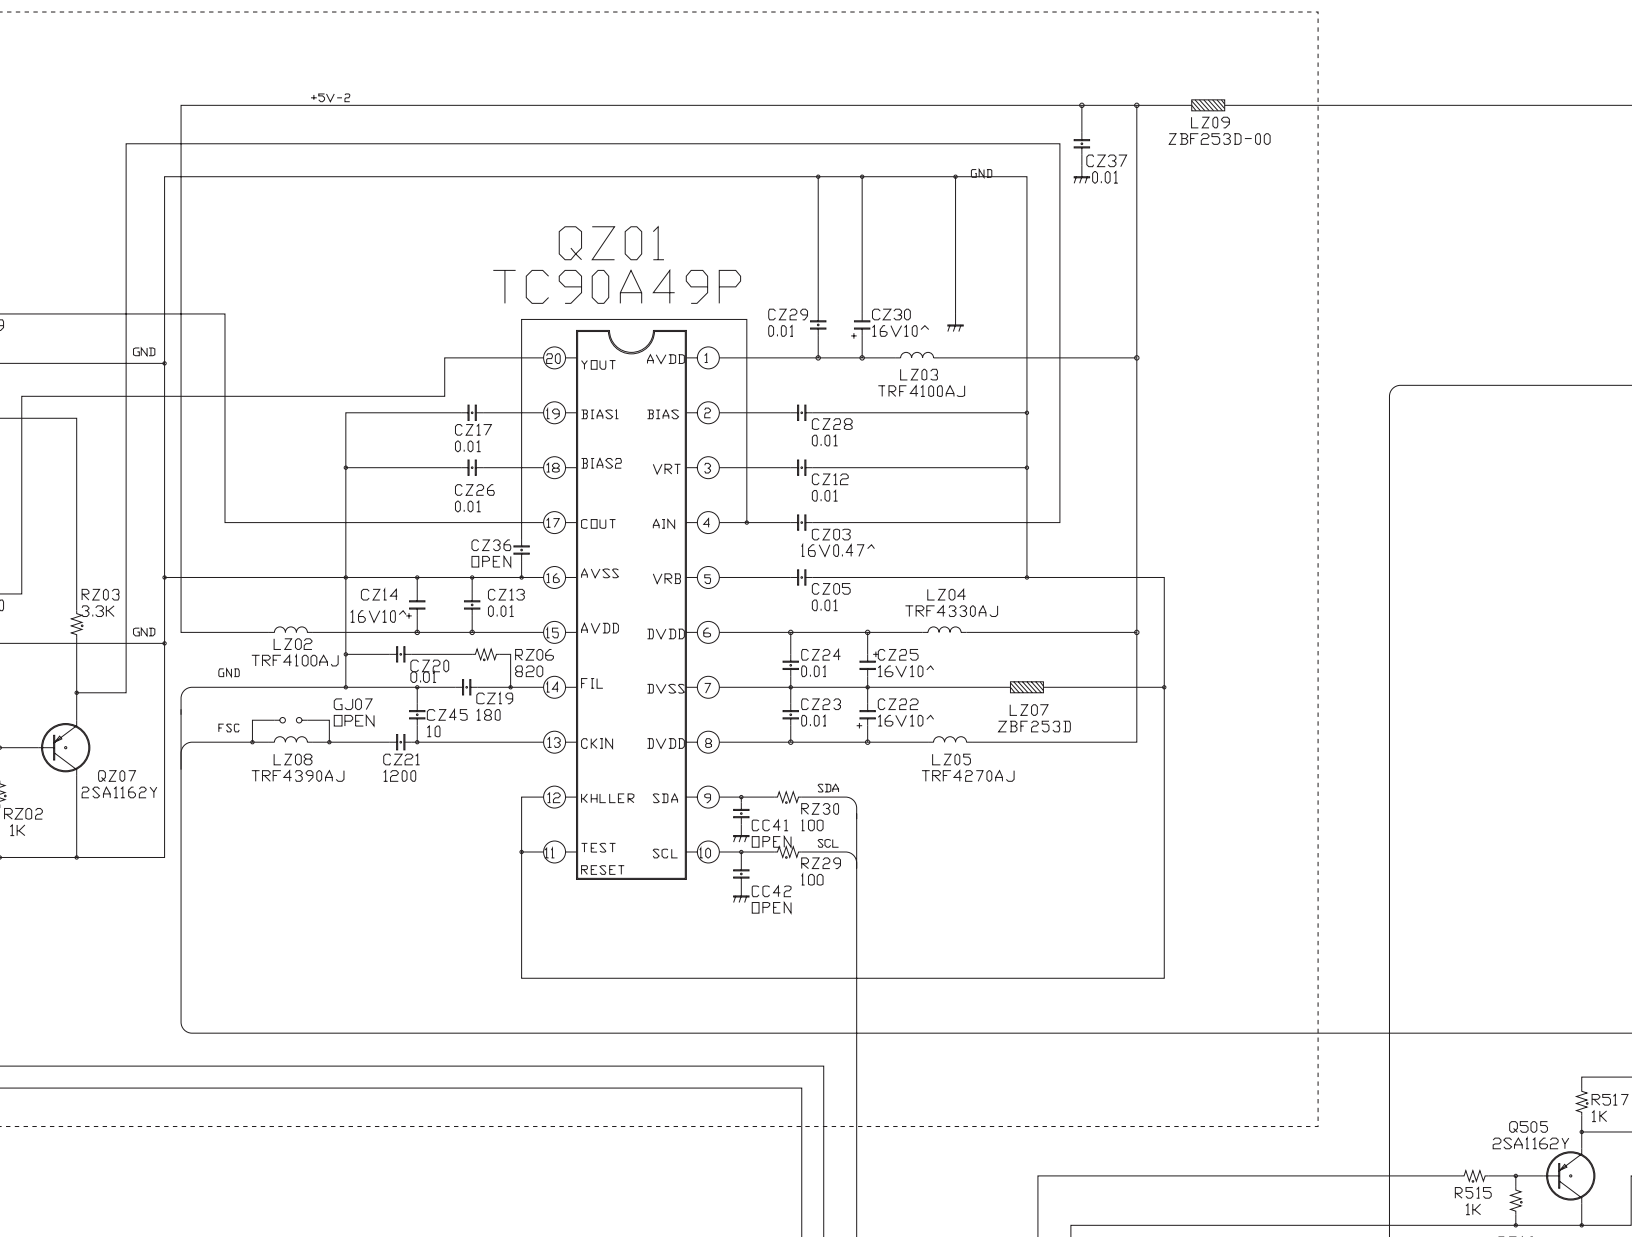 +5V-2
LZ09
ZBF253D-00
CZ37
0.01
GND
QZ01
TC90A49P
9
GND
CZ29
0.01
CZ30
16V10^
+
20
YOUT
AVDD
1
LZ03
TRF4100AJ
19
BIAS1
BIAS
2
CZ17
0.01
CZ28
0.01
18
BIAS2
VRT
3
CZ26
0.01
CZ12
0.01
17
COUT
AIN
4
CZ36
OPEN
CZ03
16V0.47^
16
AVSS
VRB
5
RZ03
3.3K
CZ14
16V10^
+
CZ13
0.01
CZ05
0.01
LZ04
TRF4330AJ
0
GND
LZ02
TRF4100AJ
15
AVDD
DVDD
6
CZ20
0.01
RZ06
820
CZ24
0.01
+
CZ25
16V10^
GND
14
FIL
DVSS
7
GJ07
OPEN
CZ19
180
CZ45
10
CZ23
0.01
CZ22
16V10^
+
LZ07
ZBF253D
FSC
LZ08
TRF4390AJ
CZ21
1200
13
CKIN
DVDD
8
LZ05
TRF4270AJ
QZ07
2SA1162Y
RZ02
1K
12
KHLLER
SDA
9
SDA
RZ30
100
CC41
OPEN
11
TEST
RESET
SCL
10
SCL
RZ29
100
CC42
OPEN
R517
1K
Q505
2SA1162Y
R515
1K